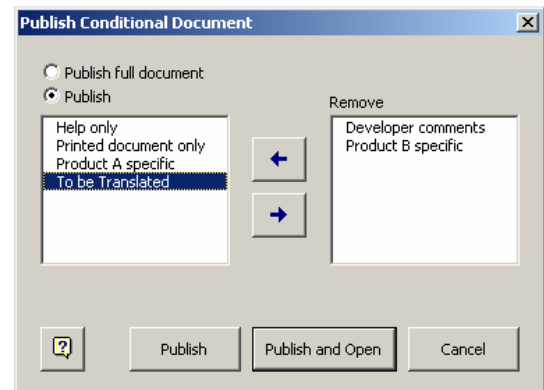 Publish Conditional Document
Publish full document
Publish
Remove
Help only
Printed document only
Product A specific
To be Translated
Developer comments
Product B specific
Publish
Publish and Open
Cancel